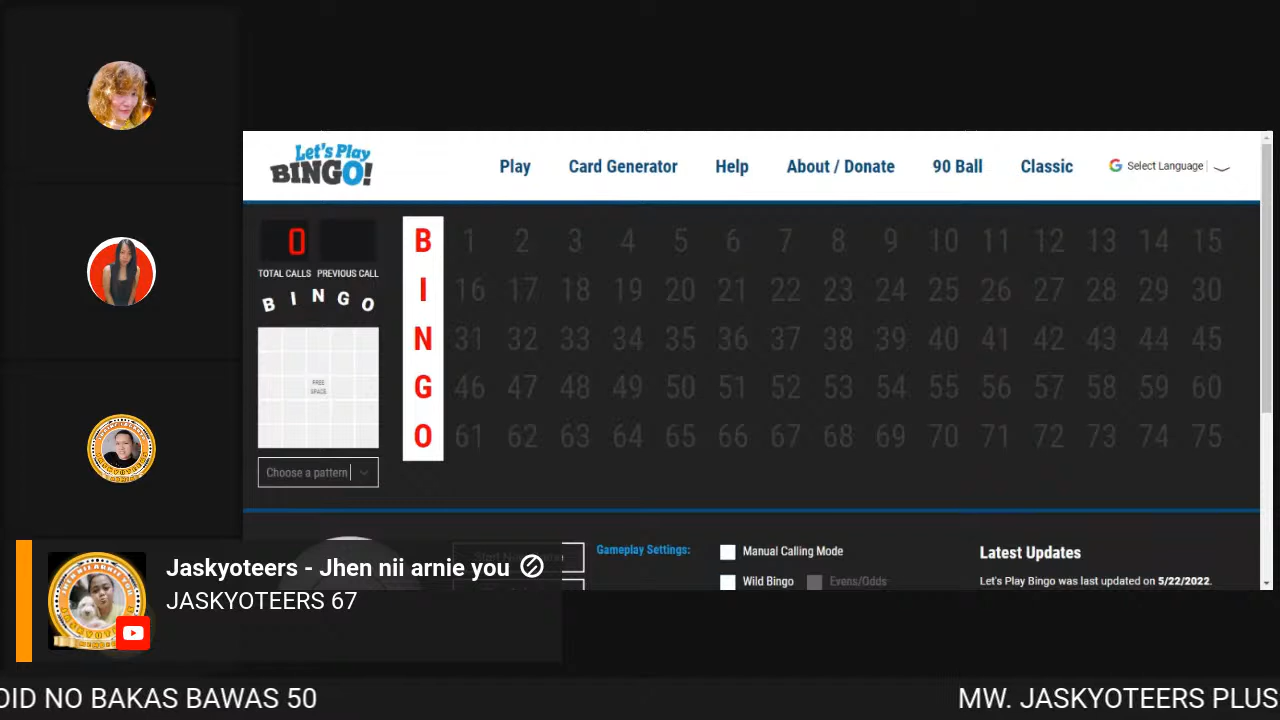 Let's Play
BINGO!
Play Card Generator Help About / Donate 90 Ball Classic Select Language
0
TOTAL CALLS PREVIOUS CALL
B I N G O
FREE
SPACE
Choose a pattern
B 1 2 3 4 5 6 7 8 9 10 11 12 13 14 15
I 16 17 18 19 20 21 22 23 24 25 26 27 28 29 30
N 31 32 33 34 35 36 37 38 39 40 41 42 43 44 45
G 46 47 48 49 50 51 52 53 54 55 56 57 58 59 60
O 61 62 63 64 65 66 67 68 69 70 71 72 73 74 75
Gameplay Settings:
Manual Calling Mode
Wild Bingo Evens/Odds
Latest Updates
Let's Play Bingo was last updated on 5/22/2022.
Jaskyoteers - Jhen nii arnie you
JASKYOTEERS 67
NO BAKAS BAWAS 50
MW. JASKYOTEERS PLUS